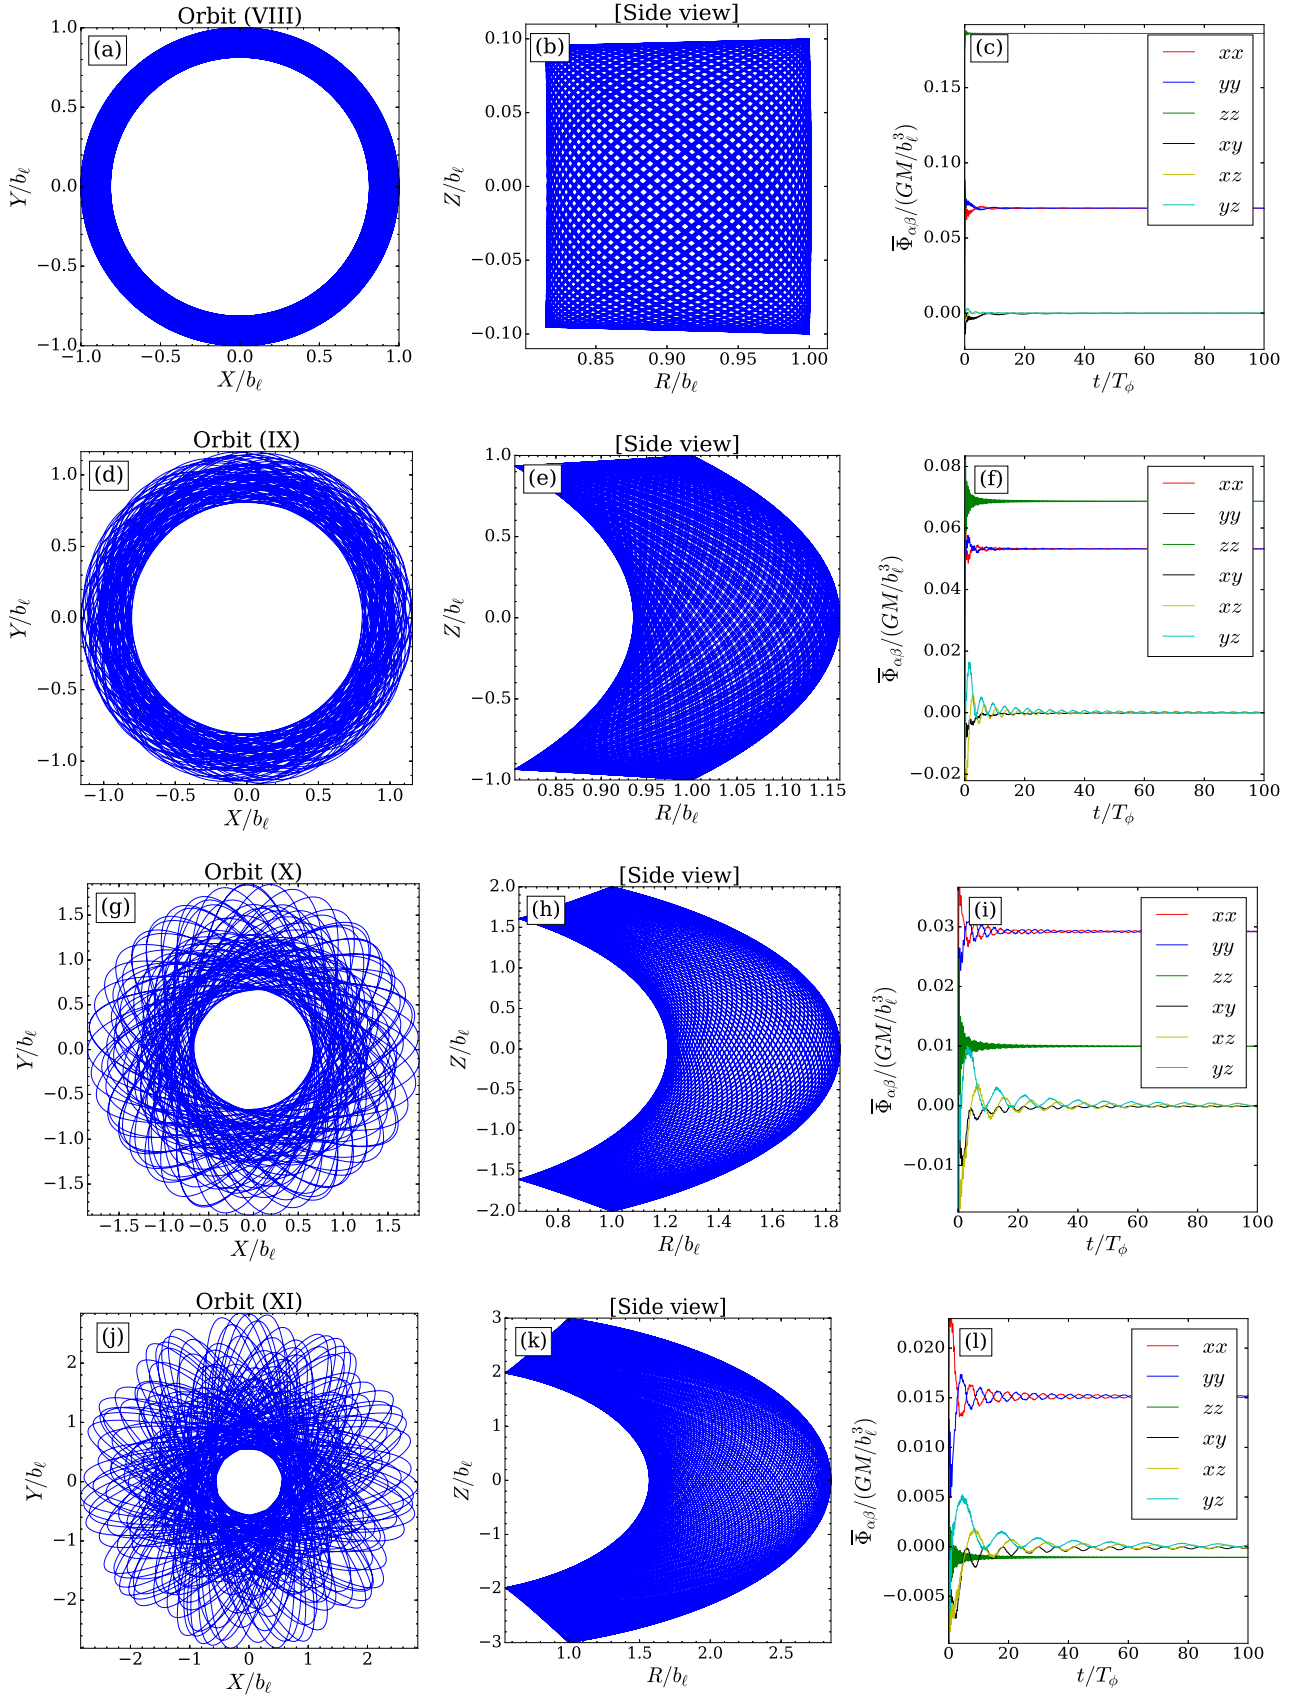 Orbit (VIII)
[Side view]
(a)
(b)
(c)
1.0
0.5
0.0
−0.5
−1.0
Y/b_ℓ
−1.0 −0.5 0.0 0.5 1.0
X/b_ℓ
0.10
0.05
0.00
−0.05
−0.10
Z/b_ℓ
0.85 0.90 0.95 1.00
R/b_ℓ
0.15
0.10
0.05
0.00
Φ̅_αβ/(GM/b_ℓ^3)
0 20 40 60 80 100
t/T_ϕ
xx
yy
zz
xy
xz
yz
Orbit (IX)
[Side view]
(d)
(e)
(f)
1.0
0.5
0.0
−0.5
−1.0
Y/b_ℓ
−1.0 −0.5 0.0 0.5 1.0
X/b_ℓ
1.0
0.5
0.0
−0.5
−1.0
Z/b_ℓ
0.85 0.90 0.95 1.00 1.05 1.10 1.15
R/b_ℓ
0.08
0.06
0.04
0.02
0.00
−0.02
Φ̅_αβ/(GM/b_ℓ^3)
0 20 40 60 80 100
t/T_ϕ
xx
yy
zz
xy
xz
yz
Orbit (X)
[Side view]
(g)
(h)
(i)
1.5
1.0
0.5
0.0
−0.5
−1.0
−1.5
Y/b_ℓ
−1.5 −1.0 −0.5 0.0 0.5 1.0 1.5
X/b_ℓ
2.0
1.5
1.0
0.5
0.0
−0.5
−1.0
−1.5
−2.0
Z/b_ℓ
0.8 1.0 1.2 1.4 1.6 1.8
R/b_ℓ
0.03
0.02
0.01
0.00
−0.01
Φ̅_αβ/(GM/b_ℓ^3)
0 20 40 60 80 100
t/T_ϕ
xx
yy
zz
xy
xz
yz
Orbit (XI)
[Side view]
(j)
(k)
(l)
2
1
0
−1
−2
Y/b_ℓ
−2 −1 0 1 2
X/b_ℓ
3
2
1
0
−1
−2
−3
Z/b_ℓ
1.0 1.5 2.0 2.5
R/b_ℓ
0.020
0.015
0.010
0.005
0.000
−0.005
Φ̅_αβ/(GM/b_ℓ^3)
0 20 40 60 80 100
t/T_ϕ
xx
yy
zz
xy
xz
yz